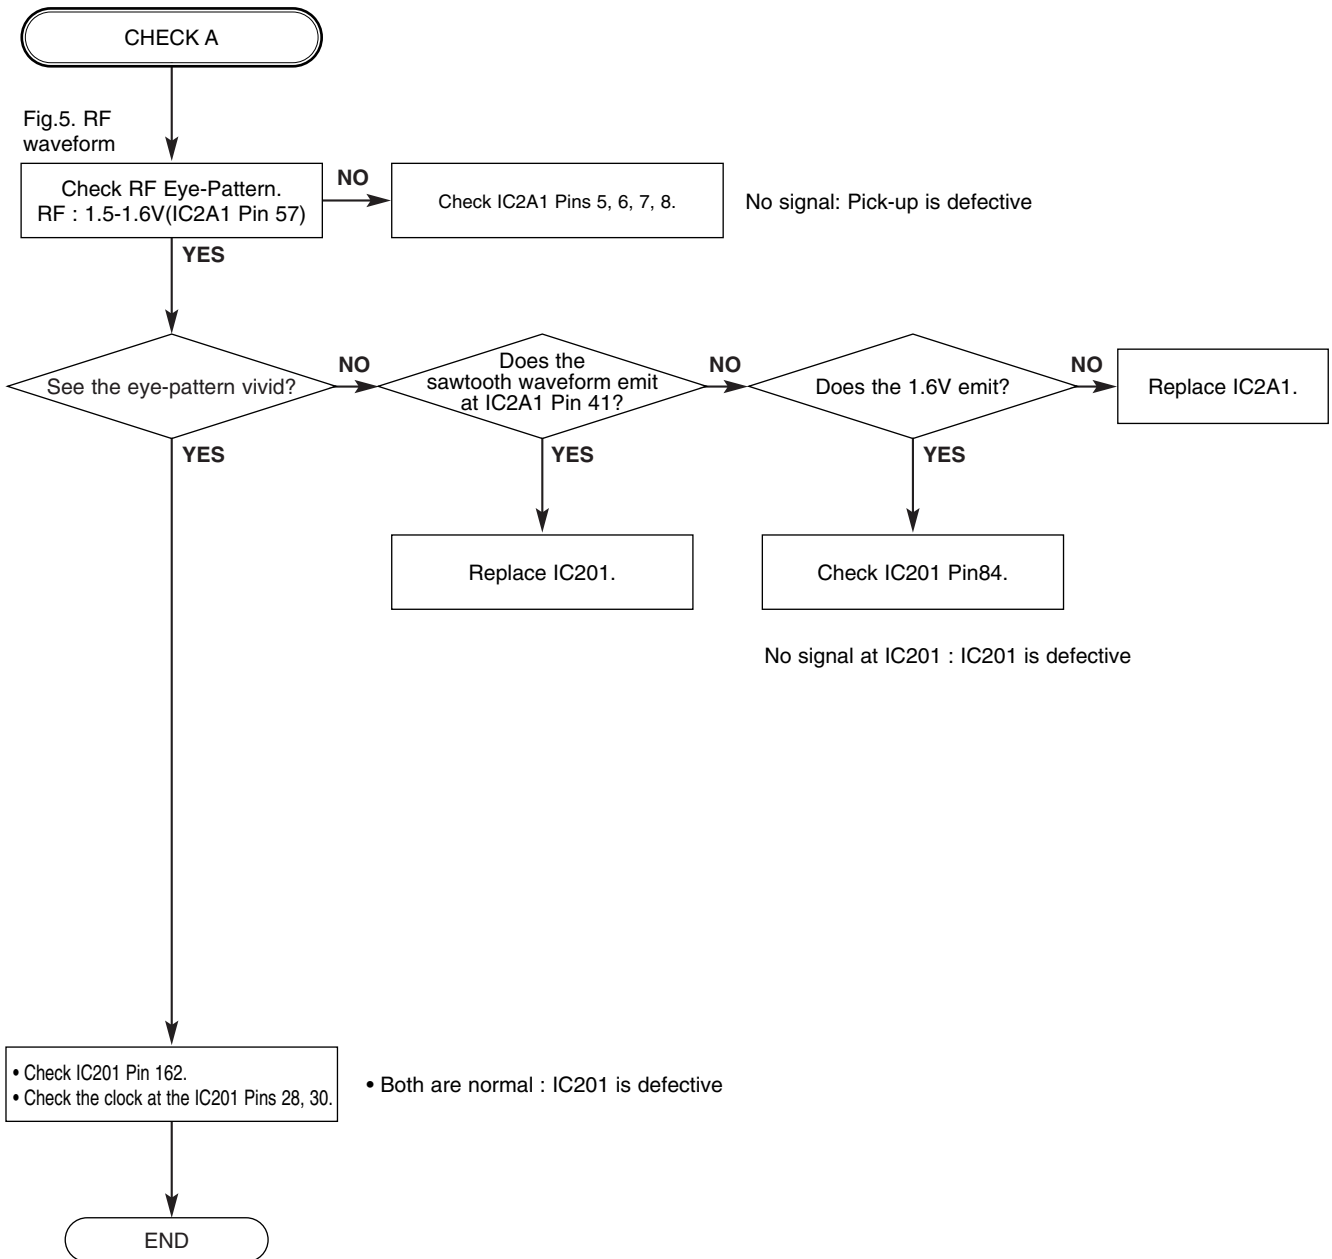 CHECK A
Fig.5. RF
waveform
Check RF Eye-Pattern.
RF : 1.5-1.6V(IC2A1 Pin 57)
NO
Check IC2A1 Pins 5, 6, 7, 8.
No signal: Pick-up is defective
YES
See the eye-pattern vivid?
NO
Does the
sawtooth waveform emit
at IC2A1 Pin 41?
NO
Does the 1.6V emit?
NO
Replace IC2A1.
YES
YES
YES
Replace IC201.
Check IC201 Pin84.
No signal at IC201 : IC201 is defective
• Check IC201 Pin 162.
• Check the clock at the IC201 Pins 28, 30.
• Both are normal : IC201 is defective
END